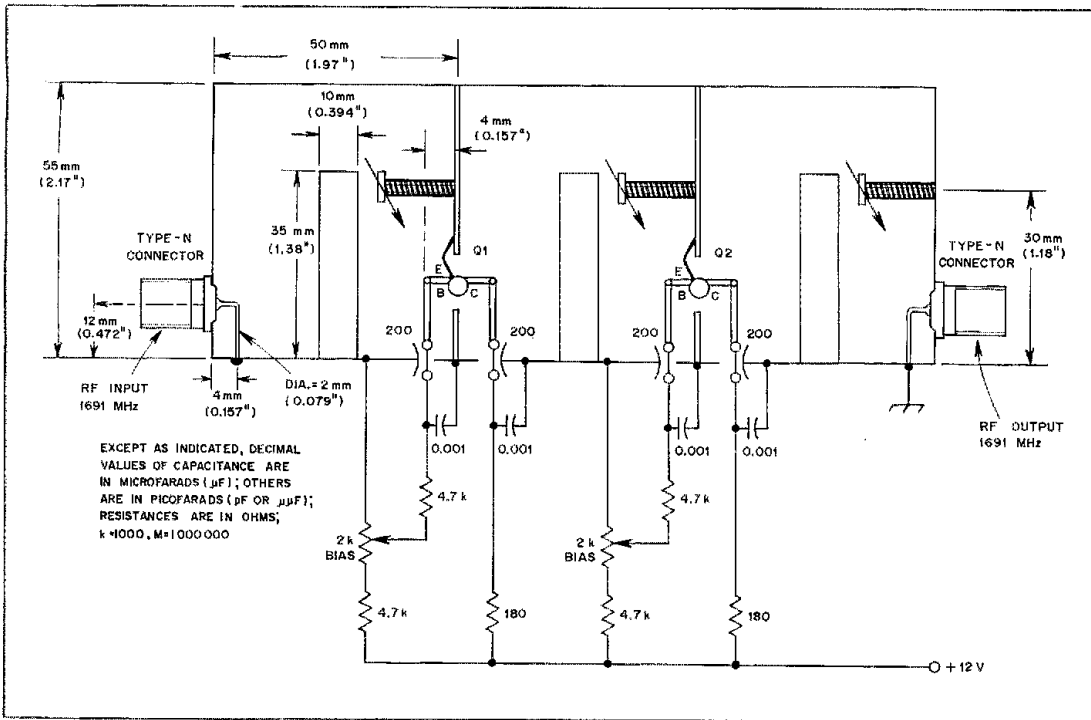 50 mm
(1.97")
10 mm
(0.394")
4 mm
(0.157")
55 mm
(2.17")
35 mm
(1.38")
TYPE-N
CONNECTOR
Q1
Q2
30 mm
(1.18")
TYPE-N
CONNECTOR
E
B
C
E
B
C
12 mm
(0.472")
200
200
200
200
RF INPUT
1691 MHz
4 mm
(0.157")
DIA.= 2 mm
(0.079")
RF OUTPUT
1691 MHz
0.001
0.001
0.001
0.001
EXCEPT AS INDICATED, DECIMAL
VALUES OF CAPACITANCE ARE
IN MICROFARADS (μF); OTHERS
ARE IN PICOFARADS (pF OR μμF);
RESISTANCES ARE IN OHMS;
k=1000, M=1000000
4.7 k
4.7 k
2 k
BIAS
2 k
BIAS
4.7 k
180
4.7 k
180
+ 12 V